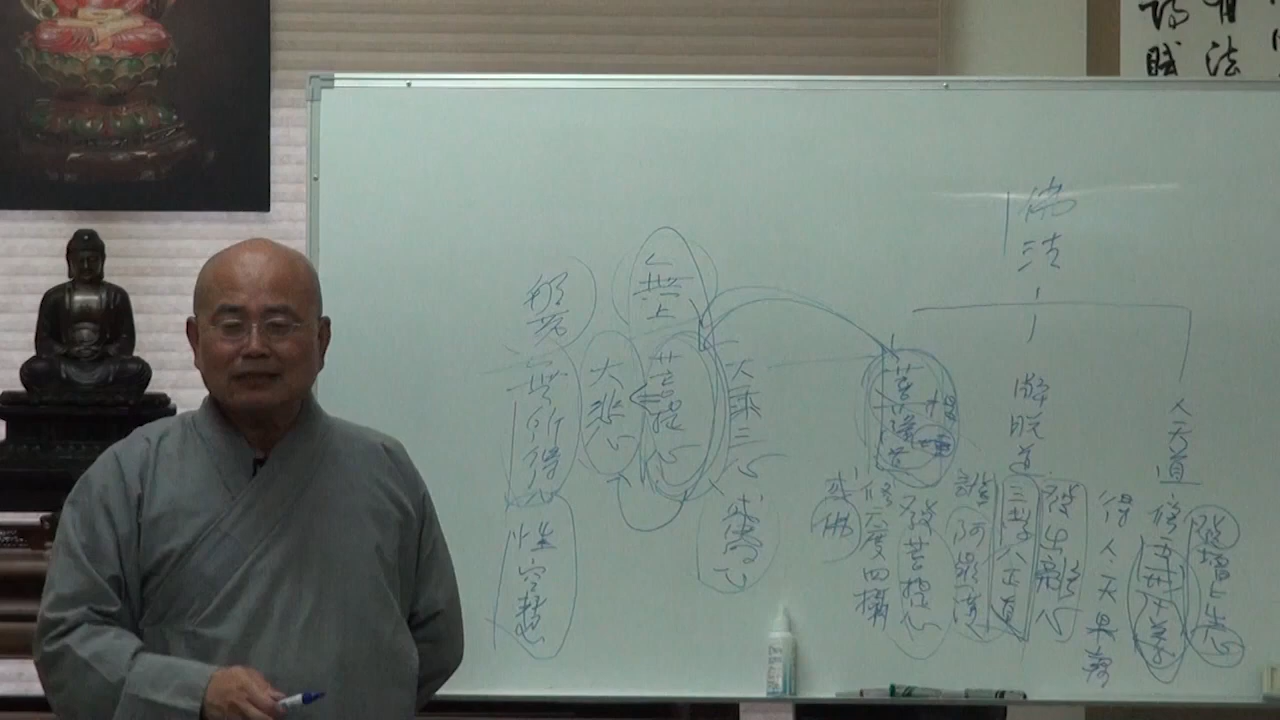 有法
賦
佛法
人天道
發增上心
修五戒十善
得人天果報
解脫道
發出離心
三學八正道
證阿羅漢
菩薩道
發菩提心
修六度四攝
成佛
大乘三心
無上
菩提心
大悲心
般若
無所得
性空慧